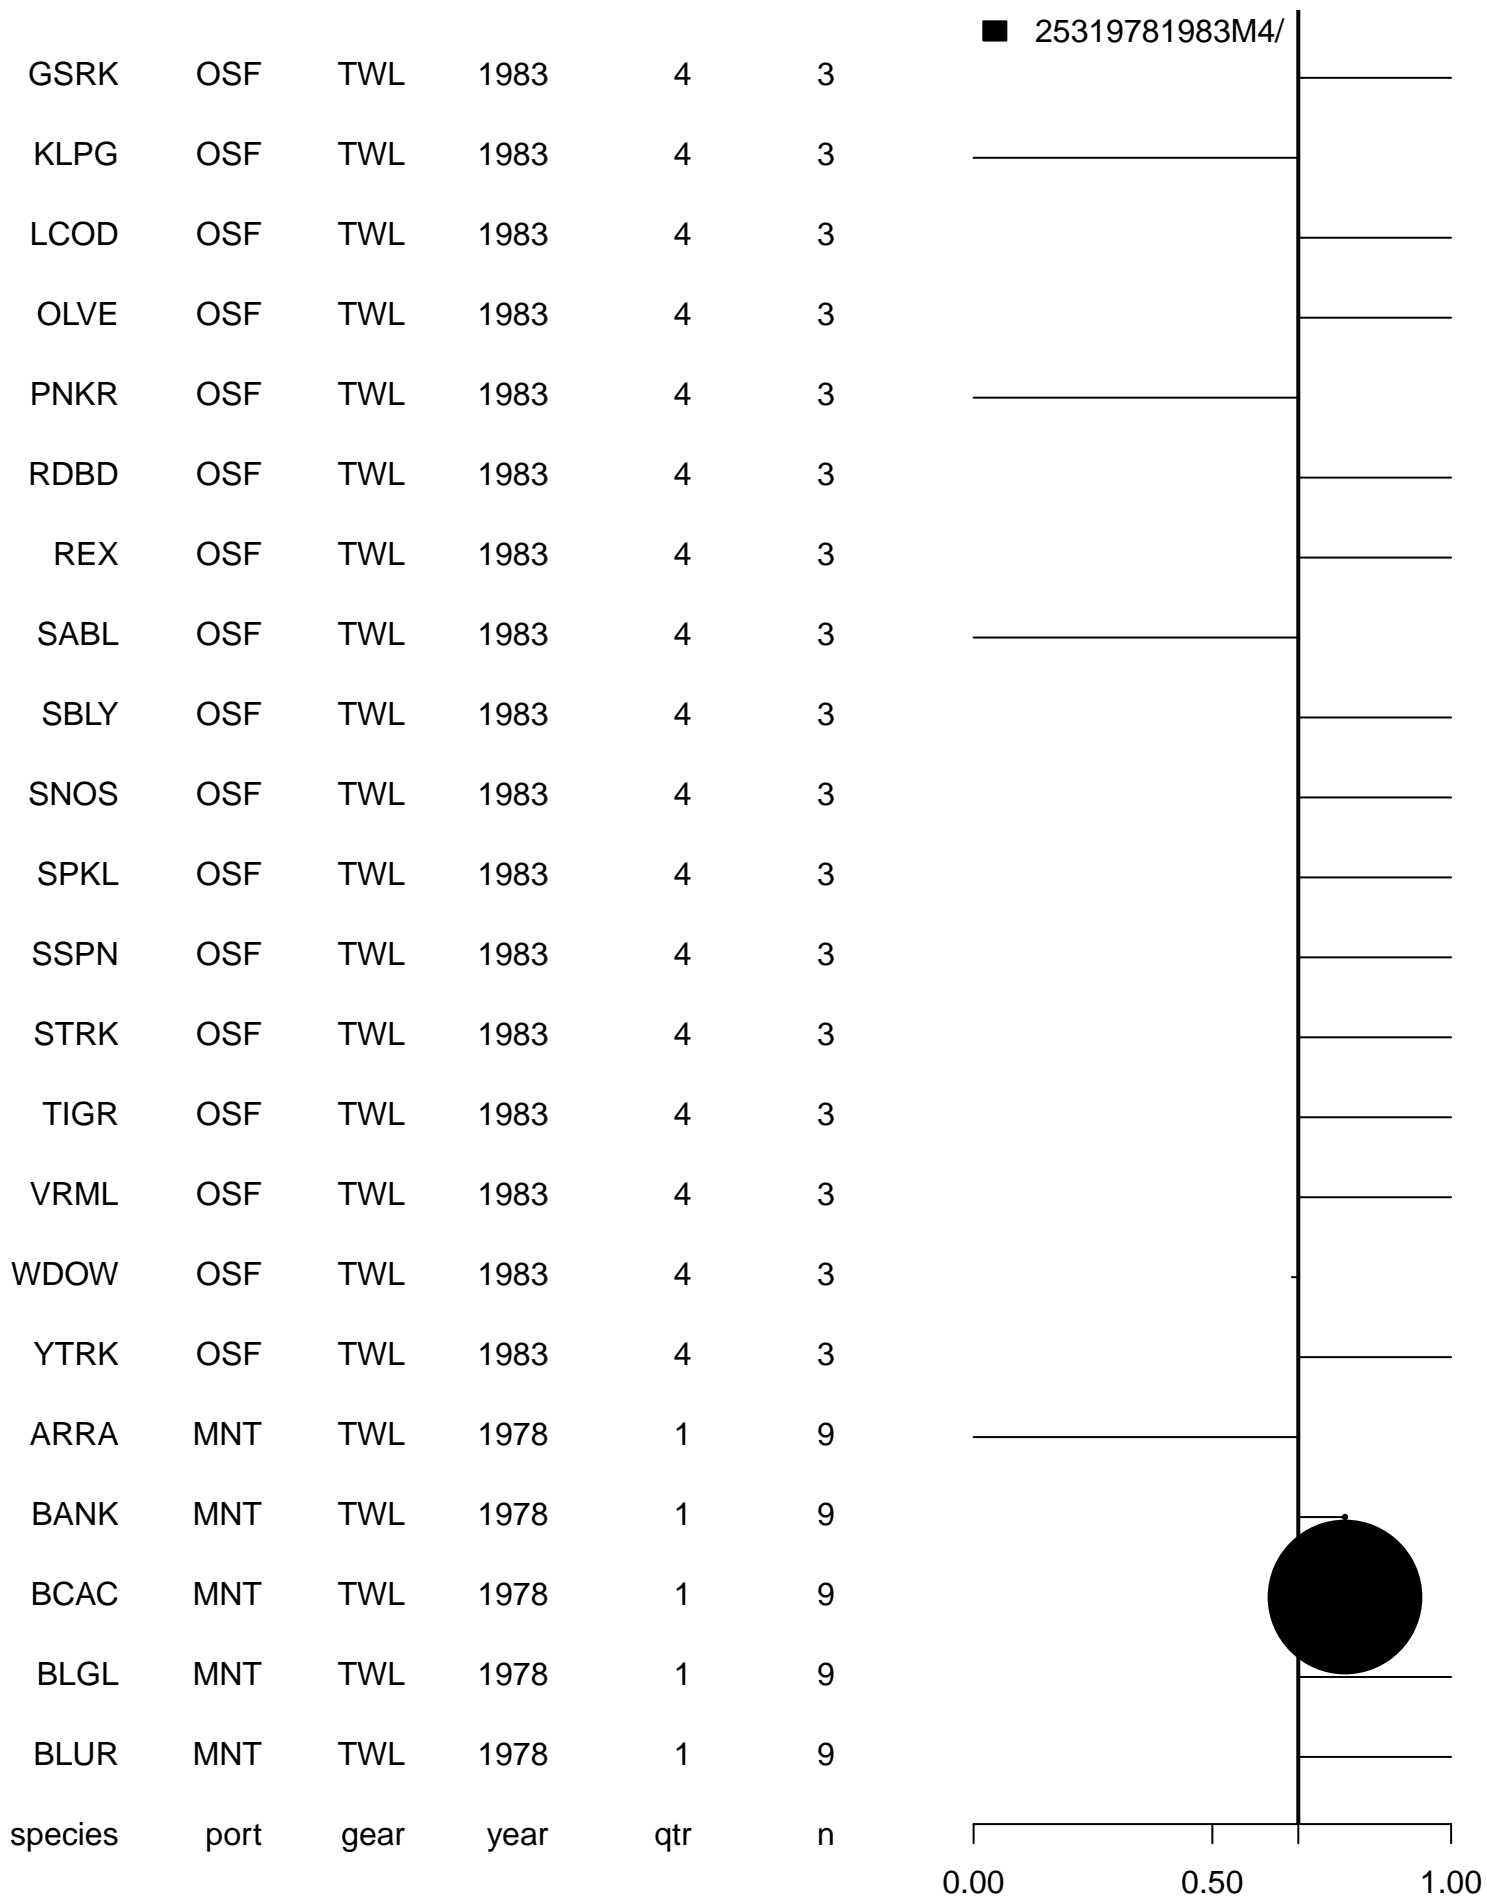 25319781983M4/
GSRK OSF TWL 1983 4 3
KLPG OSF TWL 1983 4 3
LCOD OSF TWL 1983 4 3
OLVE OSF TWL 1983 4 3
PNKR OSF TWL 1983 4 3
RDBD OSF TWL 1983 4 3
REX OSF TWL 1983 4 3
SABL OSF TWL 1983 4 3
SBLY OSF TWL 1983 4 3
SNOS OSF TWL 1983 4 3
SPKL OSF TWL 1983 4 3
SSPN OSF TWL 1983 4 3
STRK OSF TWL 1983 4 3
TIGR OSF TWL 1983 4 3
VRML OSF TWL 1983 4 3
WDOW OSF TWL 1983 4 3
YTRK OSF TWL 1983 4 3
ARRA MNT TWL 1978 1 9
BANK MNT TWL 1978 1 9
BCAC MNT TWL 1978 1 9
BLGL MNT TWL 1978 1 9
BLUR MNT TWL 1978 1 9
species port gear year qtr n
0.00 0.50 1.00